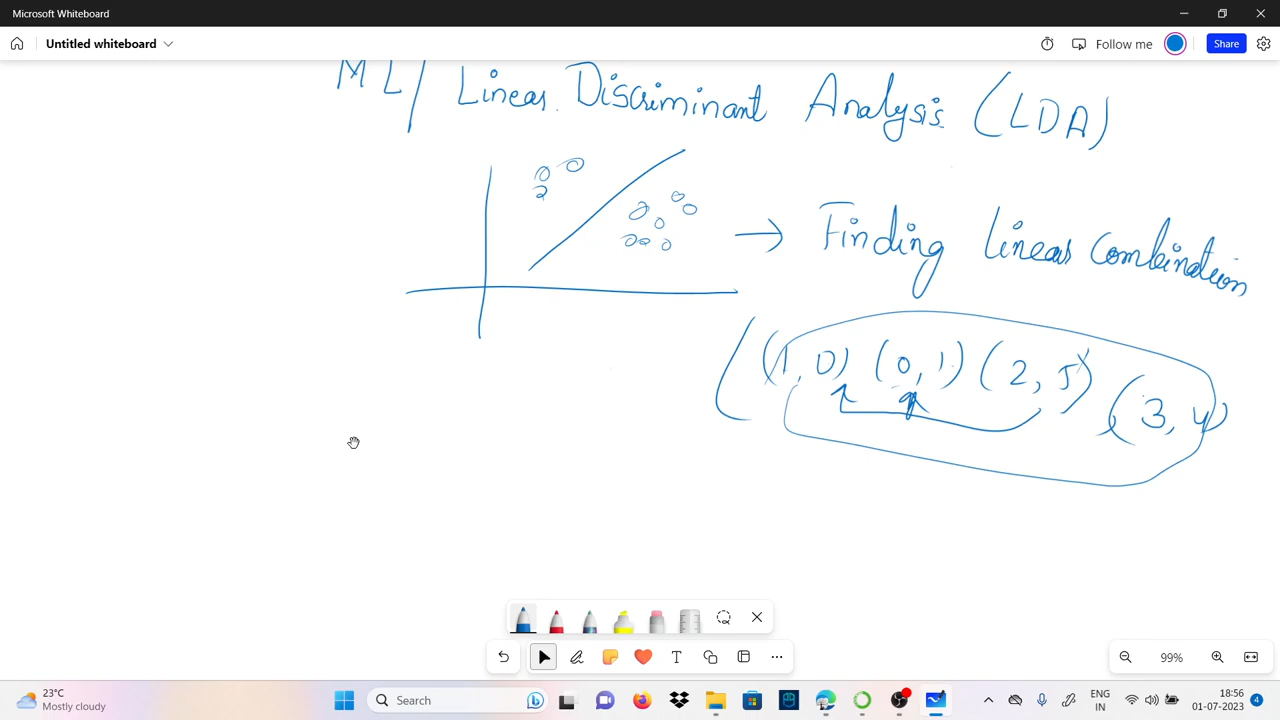 Microsoft Whiteboard
Untitled whiteboard
Follow me
Share
ML/ Linear Discriminant Analysis (LDA)
→ Finding linear combination
((1, 0) (0, 1) (2, 5), (3, 4)
99%
23°C
Mostly cloudy
Search
ENG
IN
18:56
01-07-2023
4